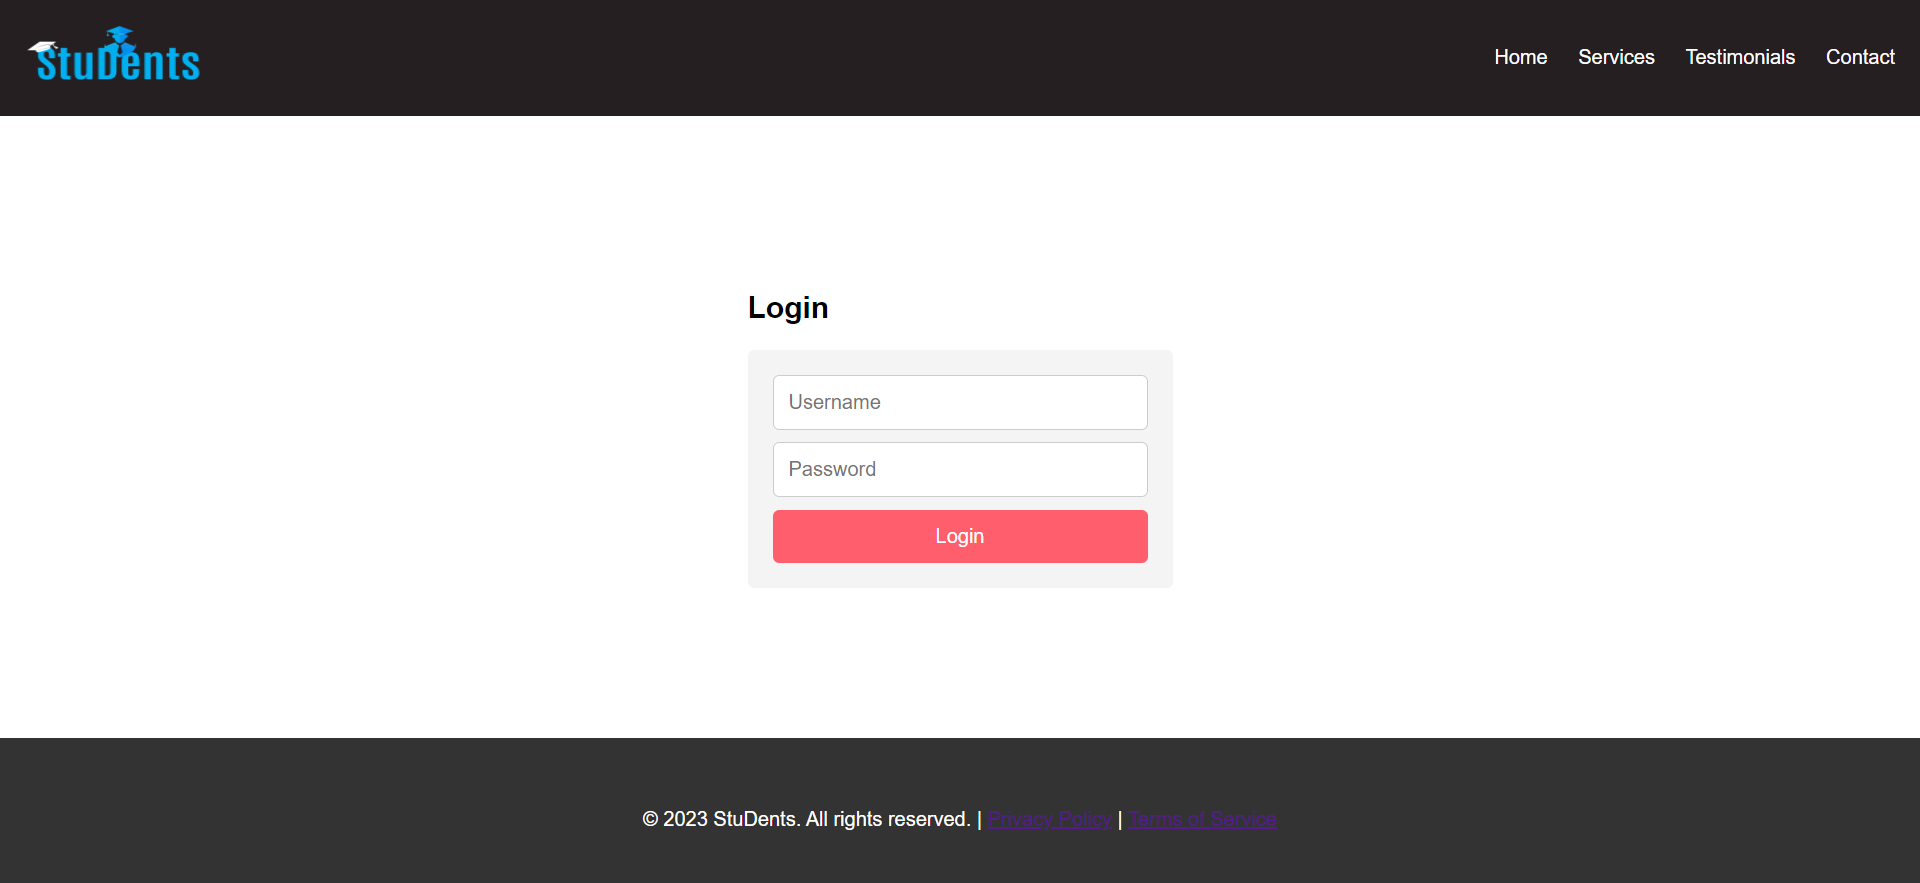 StuDents
Home Services Testimonials Contact
Login
Username
Password
Login
© 2023 StuDents. All rights reserved. | Privacy Policy | Terms of Service